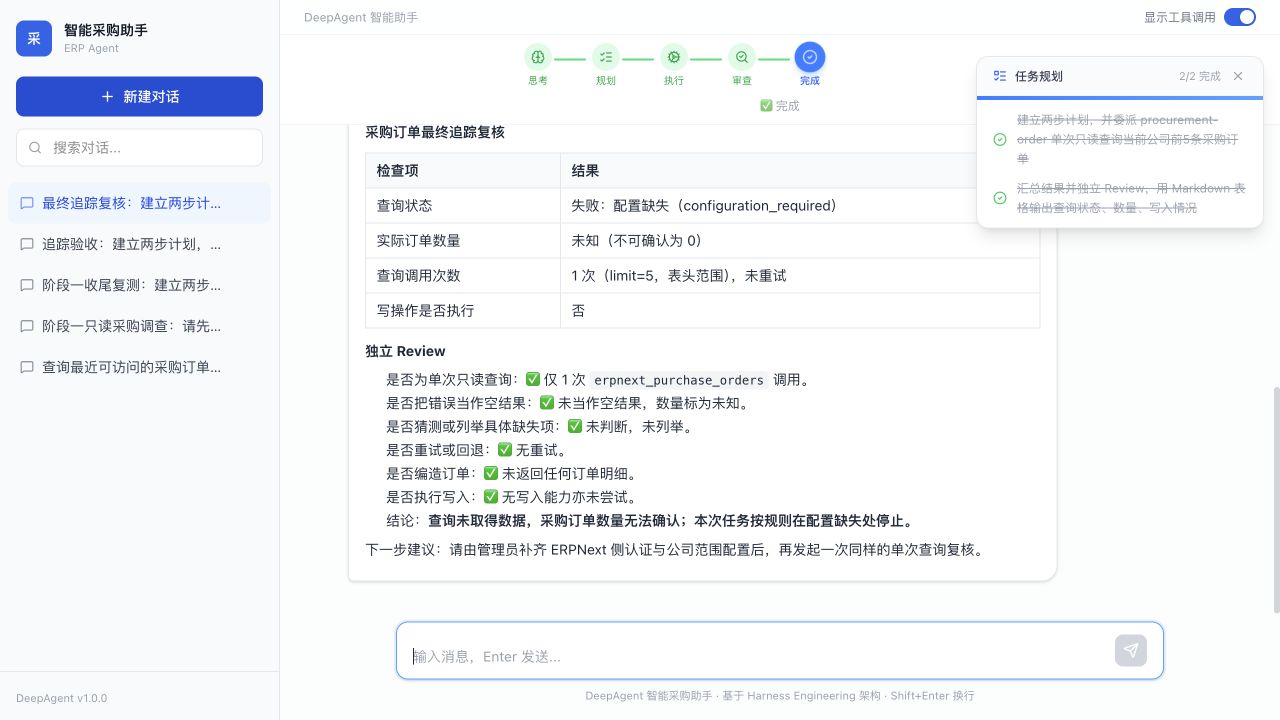 采
智能采购助手
ERP Agent
新建对话
搜索对话...
最终追踪复核：建立两步计...
追踪验收：建立两步计划，...
阶段一收尾复测：建立两步...
阶段一只读采购调查：请先...
查询最近可访问的采购订单...
DeepAgent v1.0.0
DeepAgent 智能助手
显示工具调用
思考
规划
执行
审查
完成
✅ 完成
任务规划
2/2 完成
建立两步计划，并委派 procurement-
order 单次只读查询当前公司前5条采购订
单
汇总结果并独立 Review，用 Markdown 表
格输出查询状态、数量、写入情况
采购订单最终追踪复核
检查项 结果
查询状态 失败：配置缺失（configuration_required）
实际订单数量 未知（不可确认为 0）
查询调用次数 1 次（limit=5，表头范围），未重试
写操作是否执行 否
独立 Review
是否为单次只读查询：✅ 仅 1 次 erpnext_purchase_orders 调用。
是否把错误当作空结果：✅ 未当作空结果，数量标为未知。
是否猜测或列举具体缺失项：✅ 未判断，未列举。
是否重试或回退：✅ 无重试。
是否编造订单：✅ 未返回任何订单明细。
是否执行写入：✅ 无写入能力亦未尝试。
结论：查询未取得数据，采购订单数量无法确认；本次任务按规则在配置缺失处停止。
下一步建议：请由管理员补齐 ERPNext 侧认证与公司范围配置后，再发起一次同样的单次查询复核。
输入消息，Enter 发送...
DeepAgent 智能采购助手 · 基于 Harness Engineering 架构 · Shift+Enter 换行